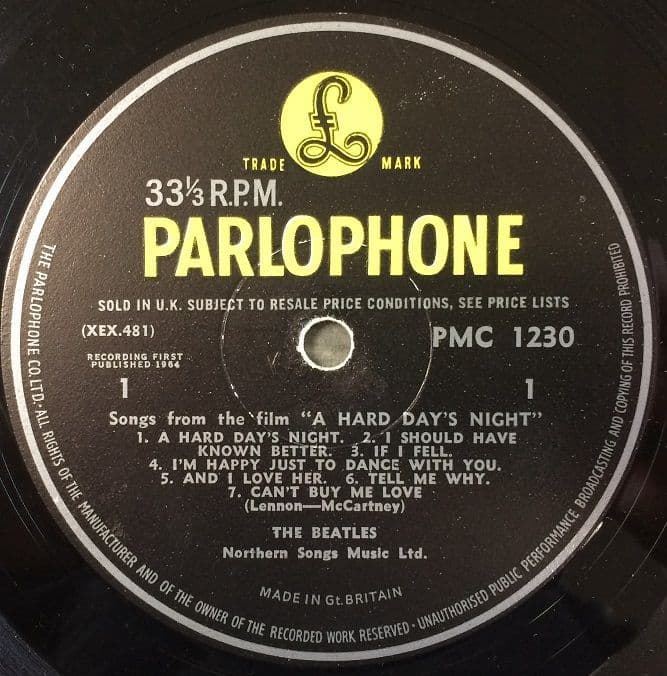 £
TRADE MARK
33⅓ R.P.M.
PARLOPHONE
SOLD IN U.K. SUBJECT TO RESALE PRICE CONDITIONS, SEE PRICE LISTS
(XEX.481)
PMC 1230
RECORDING FIRST
PUBLISHED 1964
1 1
Songs from the film "A HARD DAY'S NIGHT"
1. A HARD DAY'S NIGHT. 2. I SHOULD HAVE
KNOWN BETTER. 3. IF I FELL.
4. I'M HAPPY JUST TO DANCE WITH YOU.
5. AND I LOVE HER. 6. TELL ME WHY.
7. CAN'T BUY ME LOVE
(Lennon—McCartney)
THE BEATLES
Northern Songs Music Ltd.
MADE IN Gt. BRITAIN
THE PARLOPHONE CO. LTD · ALL RIGHTS OF THE MANUFACTURER AND OF THE OWNER OF THE RECORDED WORK RESERVED · UNAUTHORISED PUBLIC PERFORMANCE BROADCASTING AND COPYING OF THIS RECORD PROHIBITED